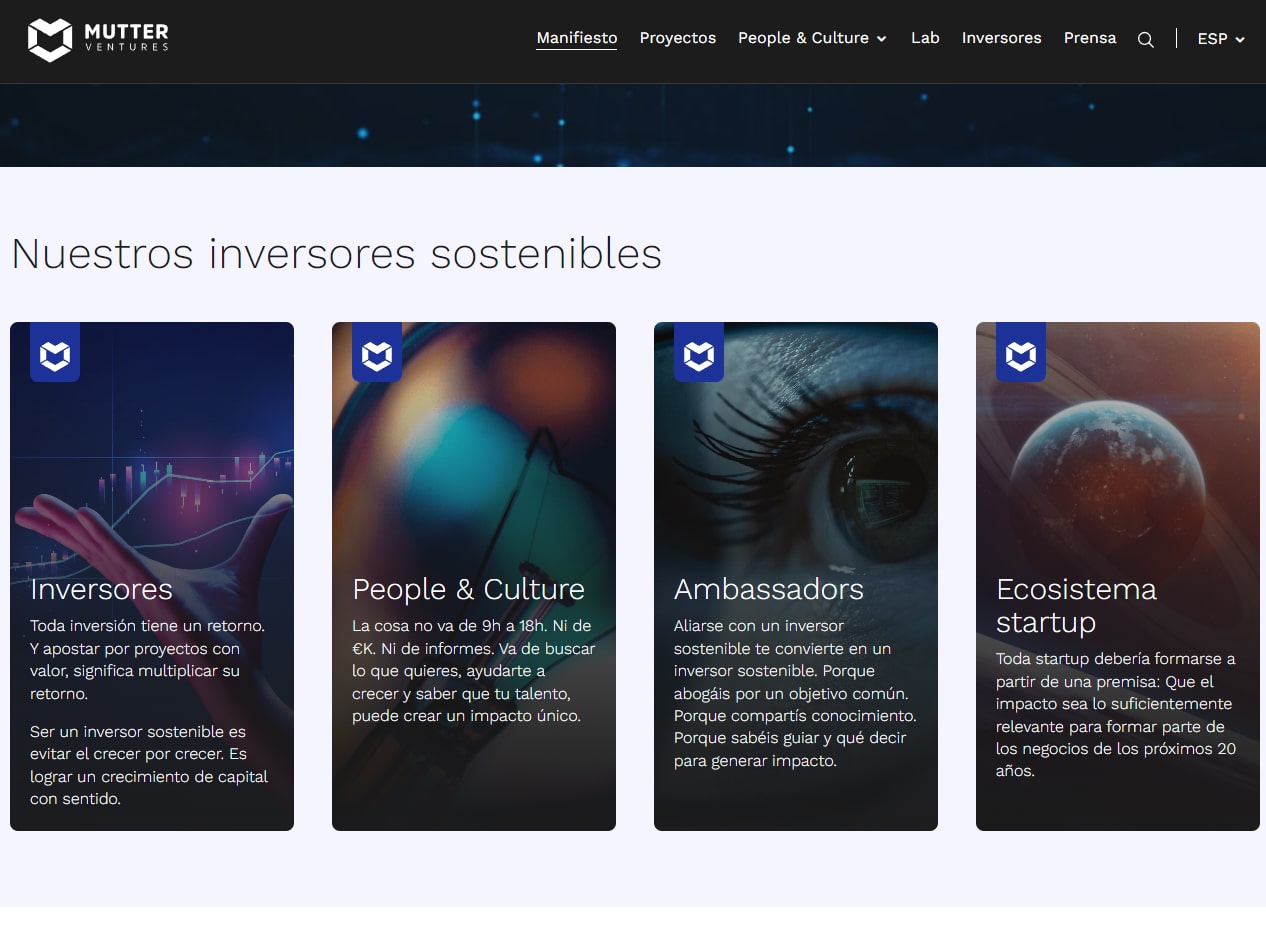 MUTTER
VENTURES
Manifiesto
Proyectos
People & Culture
Lab
Inversores
Prensa
ESP
Nuestros inversores sostenibles
Inversores
Toda inversión tiene un retorno.
Y apostar por proyectos con
valor, significa multiplicar su
retorno.
Ser un inversor sostenible es
evitar el crecer por crecer. Es
lograr un crecimiento de capital
con sentido.
People & Culture
La cosa no va de 9h a 18h. Ni de
€K. Ni de informes. Va de buscar
lo que quieres, ayudarte a
crecer y saber que tu talento,
puede crear un impacto único.
Ambassadors
Aliarse con un inversor
sostenible te convierte en un
inversor sostenible. Porque
abogáis por un objetivo común.
Porque compartís conocimiento.
Porque sabéis guiar y qué decir
para generar impacto.
Ecosistema
startup
Toda startup debería formarse a
partir de una premisa: Que el
impacto sea lo suficientemente
relevante para formar parte de
los negocios de los próximos 20
años.